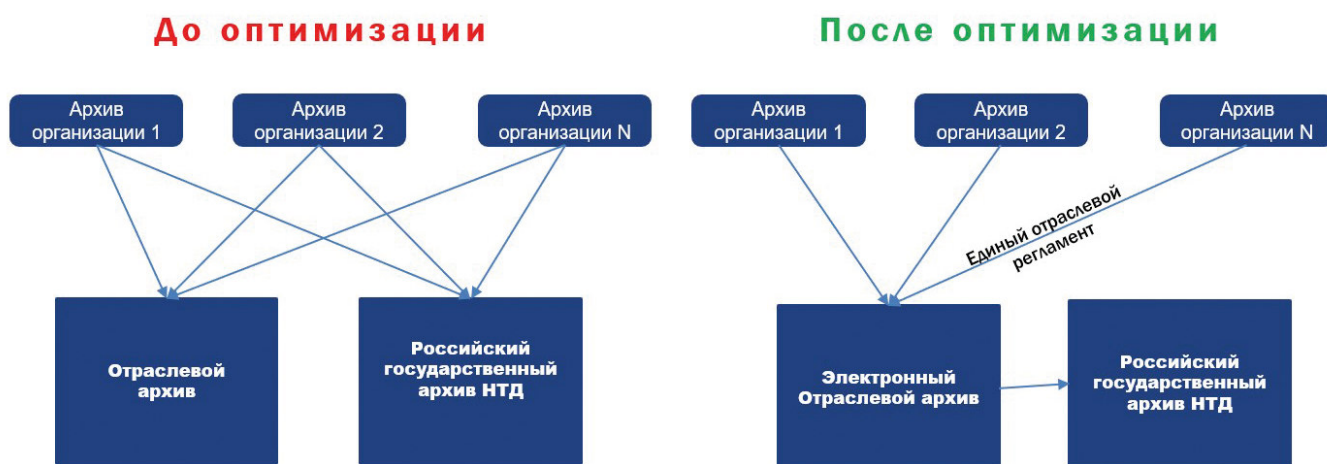 До оптимизации
Архив
организации 1
Архив
организации 2
Архив
организации N
Отраслевой
архив
Российский
государственный
архив НТД
После оптимизации
Архив
организации 1
Архив
организации 2
Архив
организации N
Единый отраслевой
регламент
Электронный
Отраслевой архив
Российский
государственный
архив НТД